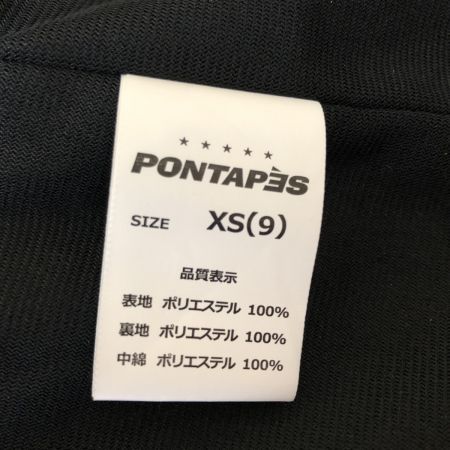 PONTAPÈS
SIZE XS(9)
品質表示
表地 ポリエステル 100%
裏地 ポリエステル 100%
中綿 ポリエステル 100%